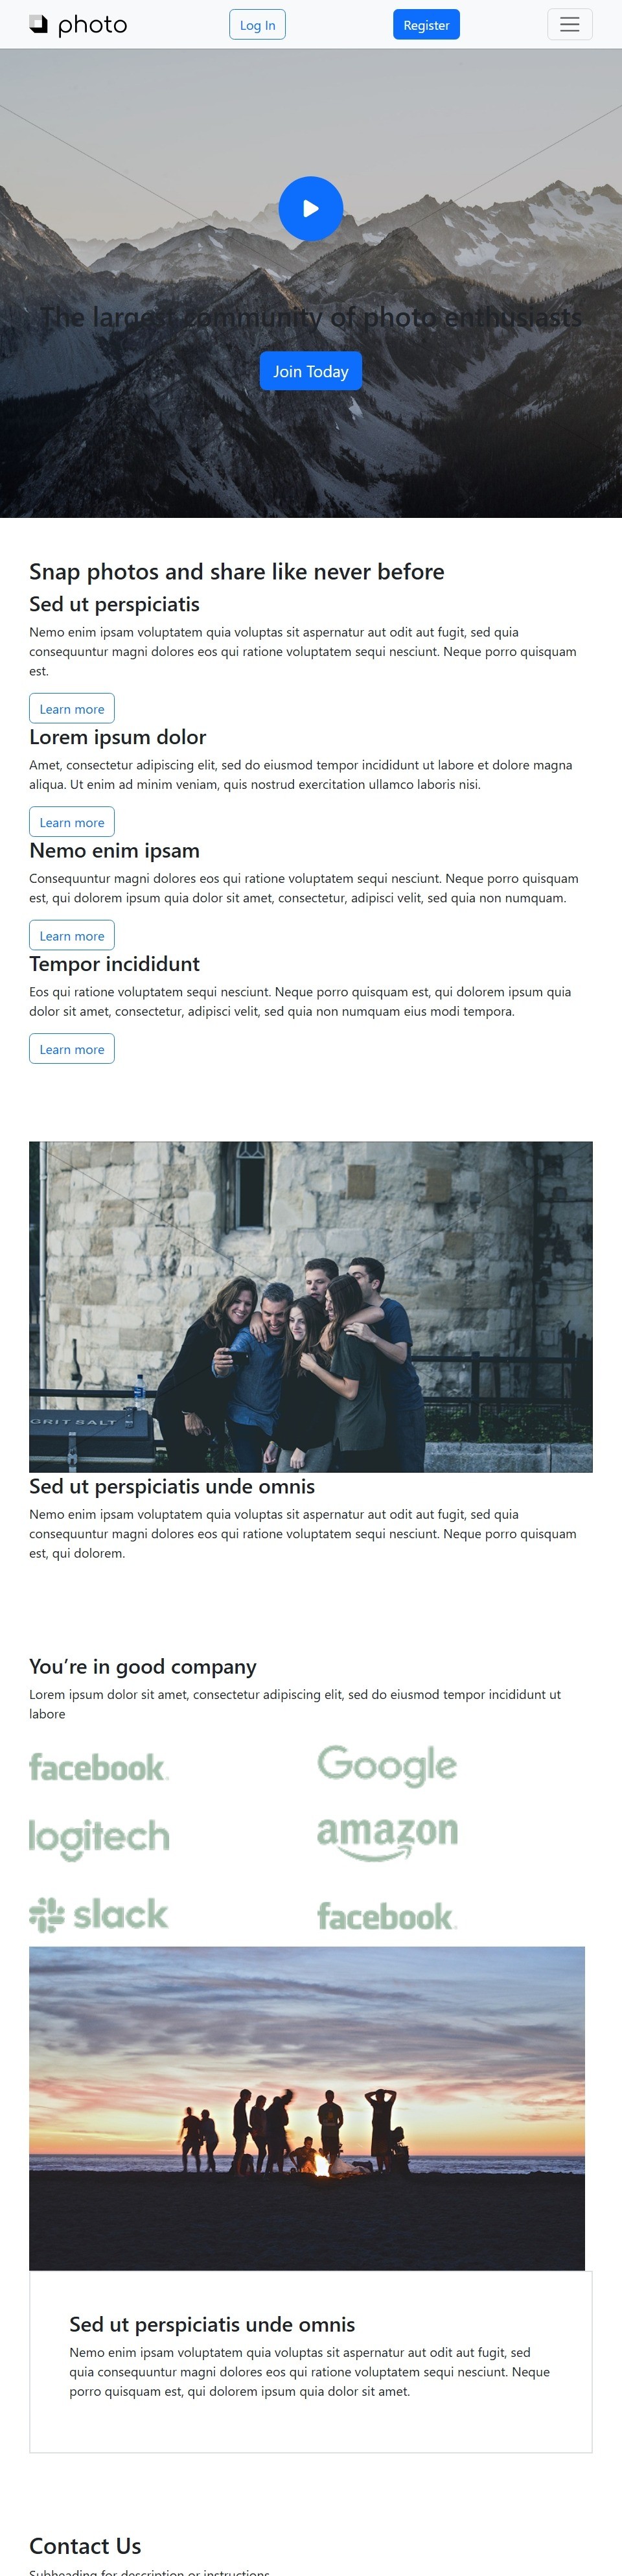 photo
Log In
Register
The largest community of photo enthusiasts
Join Today
Snap photos and share like never before
Sed ut perspiciatis
Nemo enim ipsam voluptatem quia voluptas sit aspernatur aut odit aut fugit, sed quia
consequuntur magni dolores eos qui ratione voluptatem sequi nesciunt. Neque porro quisquam
est.
Learn more
Lorem ipsum dolor
Amet, consectetur adipiscing elit, sed do eiusmod tempor incididunt ut labore et dolore magna
aliqua. Ut enim ad minim veniam, quis nostrud exercitation ullamco laboris nisi.
Learn more
Nemo enim ipsam
Consequuntur magni dolores eos qui ratione voluptatem sequi nesciunt. Neque porro quisquam
est, qui dolorem ipsum quia dolor sit amet, consectetur, adipisci velit, sed quia non numquam.
Learn more
Tempor incididunt
Eos qui ratione voluptatem sequi nesciunt. Neque porro quisquam est, qui dolorem ipsum quia
dolor sit amet, consectetur, adipisci velit, sed quia non numquam eius modi tempora.
Learn more
GRIT SALT
Sed ut perspiciatis unde omnis
Nemo enim ipsam voluptatem quia voluptas sit aspernatur aut odit aut fugit, sed quia
consequuntur magni dolores eos qui ratione voluptatem sequi nesciunt. Neque porro quisquam
est, qui dolorem.
You’re in good company
Lorem ipsum dolor sit amet, consectetur adipiscing elit, sed do eiusmod tempor incididunt ut
labore
facebook.
Google
logitech
amazon
slack
facebook.
Sed ut perspiciatis unde omnis
Nemo enim ipsam voluptatem quia voluptas sit aspernatur aut odit aut fugit, sed
quia consequuntur magni dolores eos qui ratione voluptatem sequi nesciunt. Neque
porro quisquam est, qui dolorem ipsum quia dolor sit amet.
Contact Us
Subheading for description or instructions